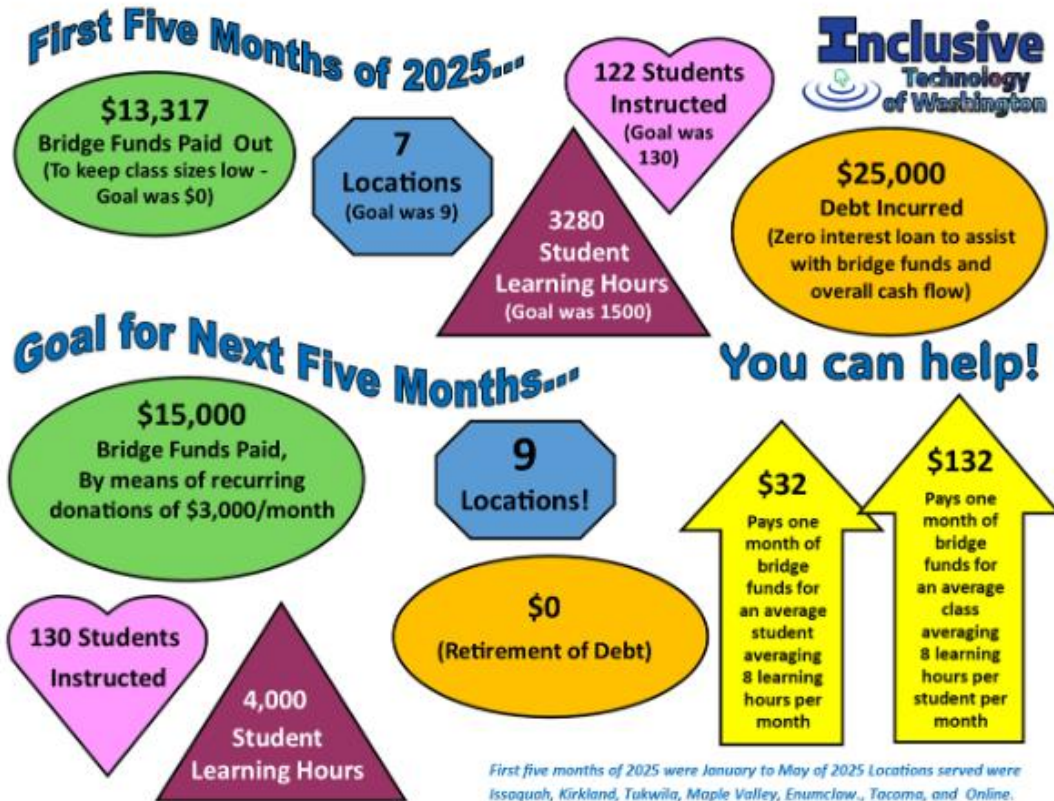 First Five Months of 2025...
Inclusive
Technology
of Washington
$13,317
Bridge Funds Paid Out
(To keep class sizes low -
Goal was $0)
7
Locations
(Goal was 9)
122 Students
Instructed
(Goal was
130)
3280
Student
Learning Hours
(Goal was 1500)
$25,000
Debt Incurred
(Zero interest loan to assist
with bridge funds and
overall cash flow)
Goal for Next Five Months...
$15,000
Bridge Funds Paid,
By means of recurring
donations of $3,000/month
9
Locations!
130 Students
Instructed
4,000
Student
Learning Hours
$0
(Retirement of Debt)
You can help!
$32
Pays one
month of
bridge
funds for
an average
student
averaging
8 learning
hours per
month
$132
Pays one
month of
bridge
funds for
an average
class
averaging
8 learning
hours per
student per
month
First five months of 2025 were January to May of 2025 Locations served were
Issaquah, Kirkland, Tukwila, Maple Valley, Enumclaw., Tacoma, and Online.